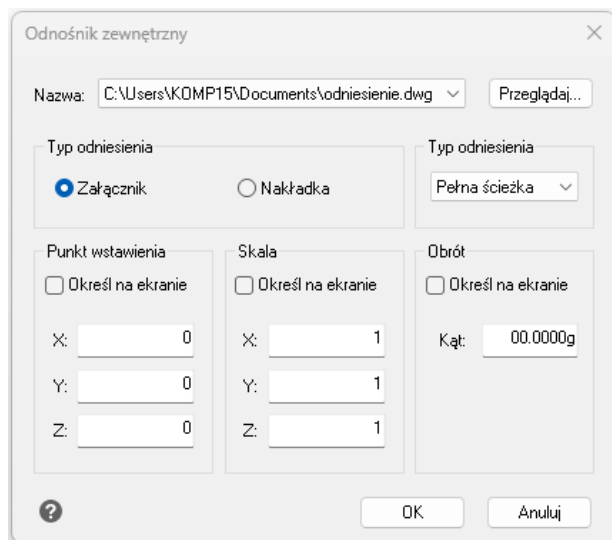 Odnośnik zewnętrzny
Nazwa: C:\Users\KOMP15\Documents\odniesienie.dwg Przeglądaj...
Typ odniesienia Typ odniesienia
Załącznik Nakładka Pełna ścieżka
Punkt wstawienia Skala Obrót
Określ na ekranie Określ na ekranie Określ na ekranie
X: 0 X: 1 Kąt: 00.0000g
Y: 0 Y: 1
Z: 0 Z: 1
? OK Anuluj